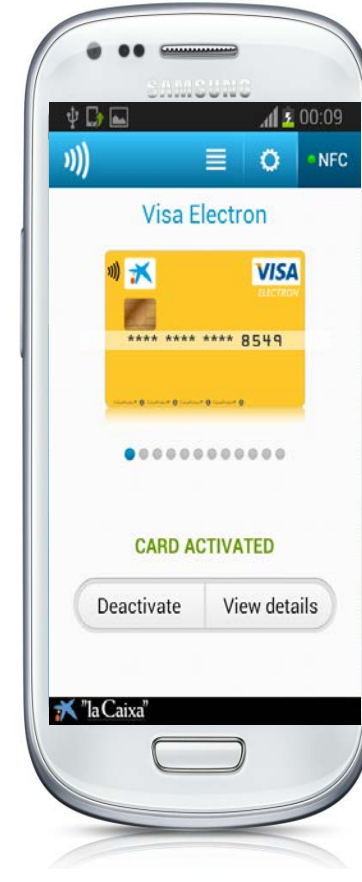 SAMSUNG
00:09
NFC
Visa Electron
VISA
ELECTRON
**** **** **** 8549
CARD ACTIVATED
Deactivate
View details
"la Caixa"